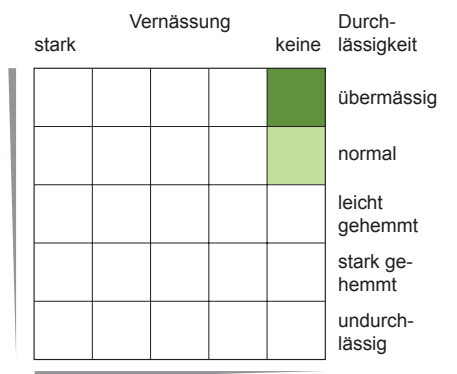 Vernässung
Durch-
stark
keine
lässigkeit
übermässig
normal
leicht
gehemmt
stark ge-
hemmt
undurch-
lässig